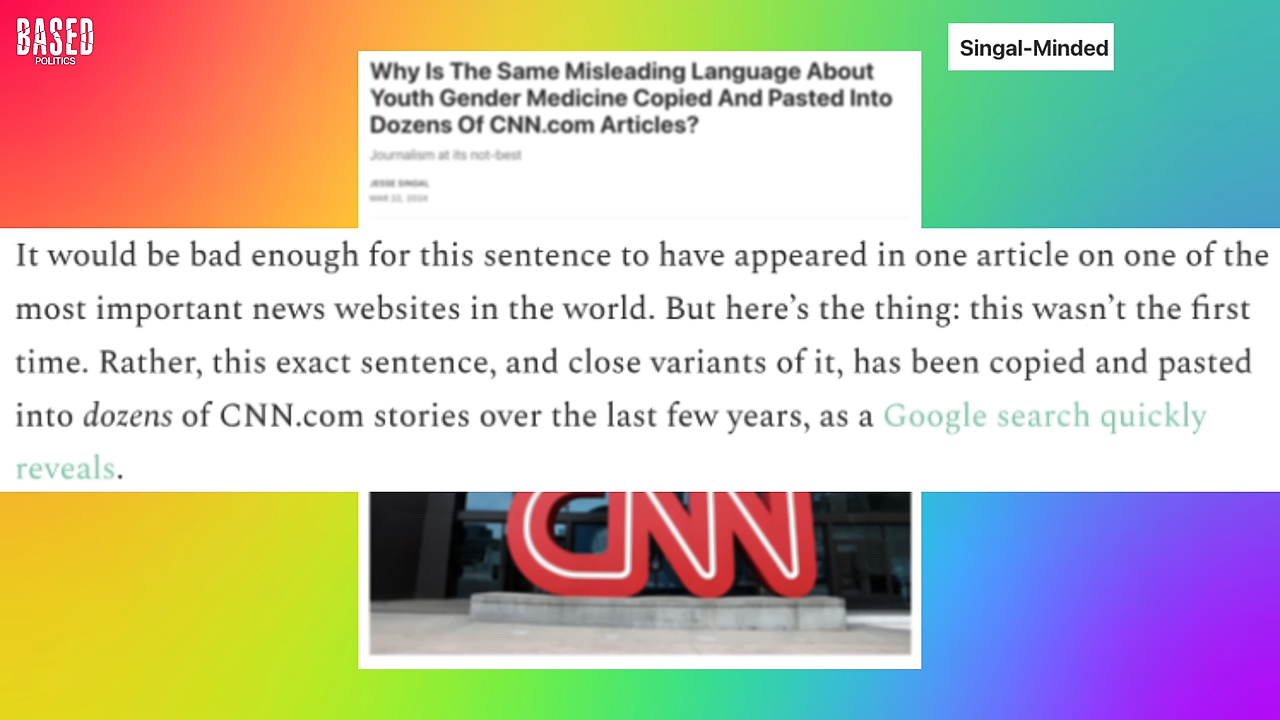 BASED
POLITICS
Singal-Minded
Why Is The Same Misleading Language About
Youth Gender Medicine Copied And Pasted Into
Dozens Of CNN.com Articles?
Journalism at its not-best
JESSE SINGAL
MAR 22, 2024
It would be bad enough for this sentence to have appeared in one article on one of the
most important news websites in the world. But here’s the thing: this wasn’t the first
time. Rather, this exact sentence, and close variants of it, has been copied and pasted
into dozens of CNN.com stories over the last few years, as a Google search quickly
reveals.
CNN